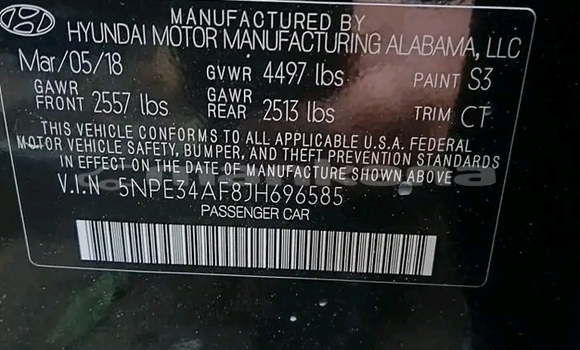 MANUFACTURED BY
HYUNDAI MOTOR MANUFACTURING ALABAMA, LLC
Mar/05/18 GVWR 4497 lbs PAINT S3
GAWR FRONT 2557 lbs GAWR REAR 2513 lbs TRIM CT
THIS VEHICLE CONFORMS TO ALL APPLICABLE U.S.A. FEDERAL
MOTOR VEHICLE SAFETY, BUMPER, AND THEFT PREVENTION STANDARDS
IN EFFECT ON THE DATE OF MANUFACTURE SHOWN ABOVE
V.I.N 5NPE34AF8JH696585
PASSENGER CAR